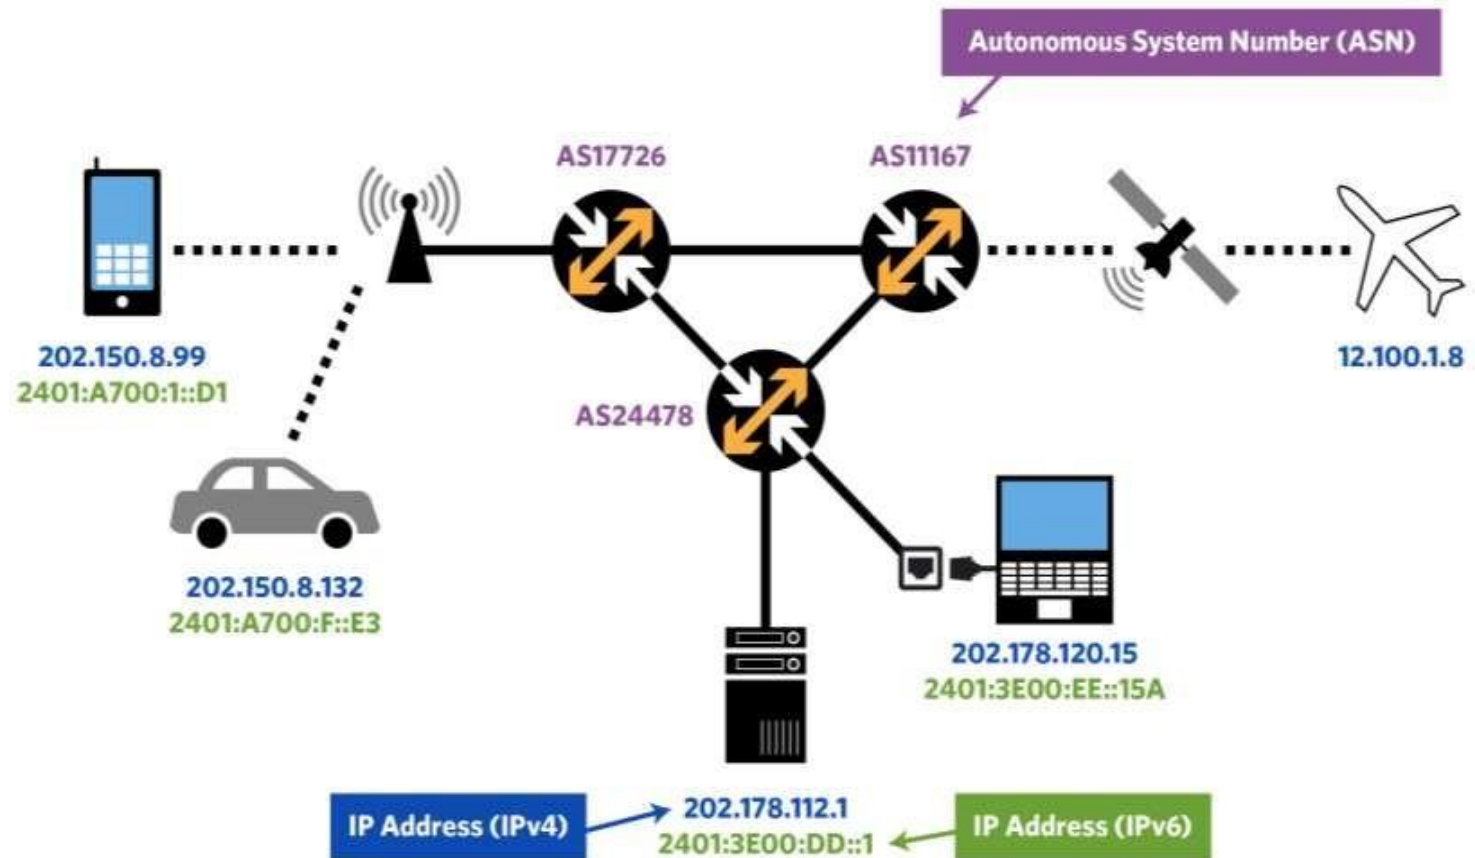 Autonomous System Number (ASN)
AS17726
AS11167
202.150.8.99
2401:A700:1::D1
12.100.1.8
AS24478
202.150.8.132
2401:A700:F::E3
202.178.120.15
2401:3E00:EE::15A
IP Address (IPv4)
202.178.112.1
2401:3E00:DD::1
IP Address (IPv6)